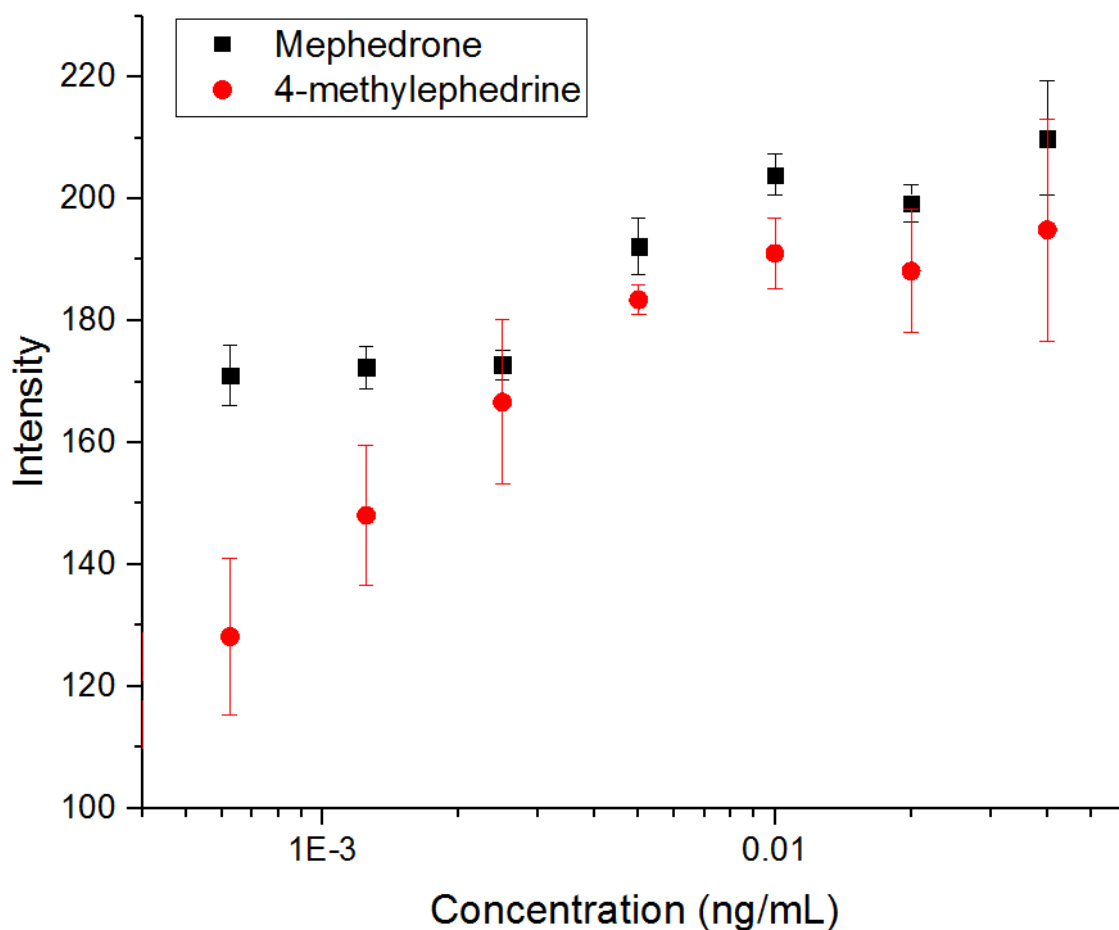 Mephedrone
4-methylephedrine
220
200
180
160
140
120
100
Intensity
1E-3
0.01
Concentration (ng/mL)